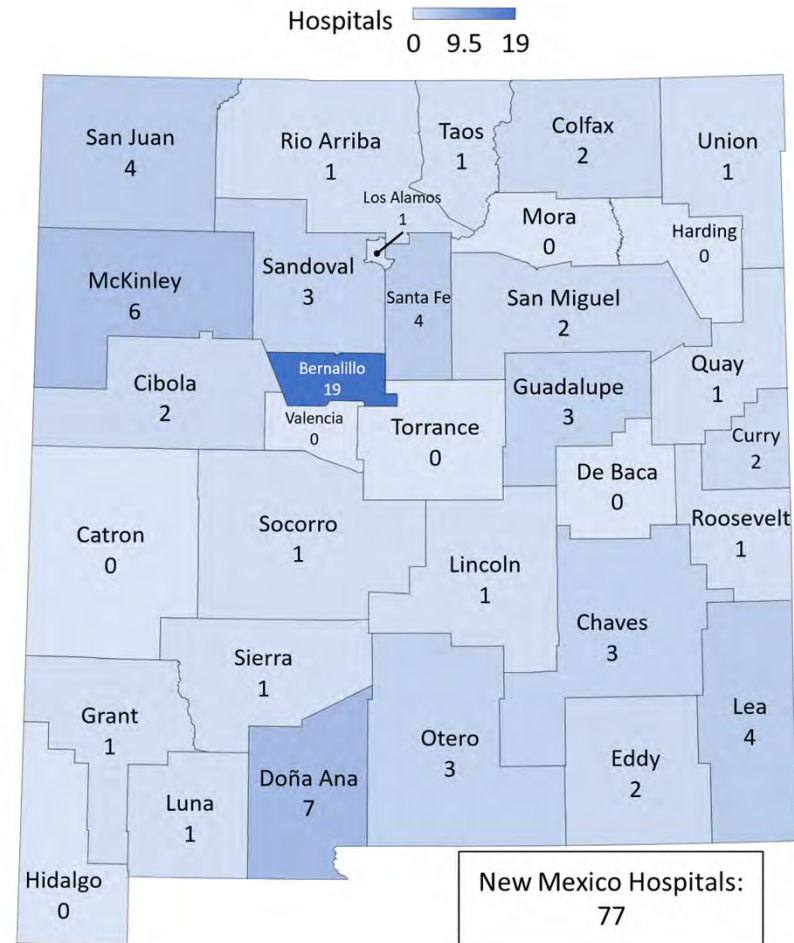 Hospitals
0 9.5 19
San Juan
4
Rio Arriba
1
Taos
1
Colfax
2
Union
1
Los Alamos
1
Mora
0
Harding
0
McKinley
6
Sandoval
3
Santa Fe
4
San Miguel
2
Quay
1
Cibola
2
Bernalillo
19
Valencia
0
Torrance
0
Guadalupe
3
Curry
2
De Baca
0
Roosevelt
1
Catron
0
Socorro
1
Lincoln
1
Chaves
3
Sierra
1
Grant
1
Luna
1
Doña Ana
7
Otero
3
Eddy
2
Lea
4
Hidalgo
0
New Mexico Hospitals:
77